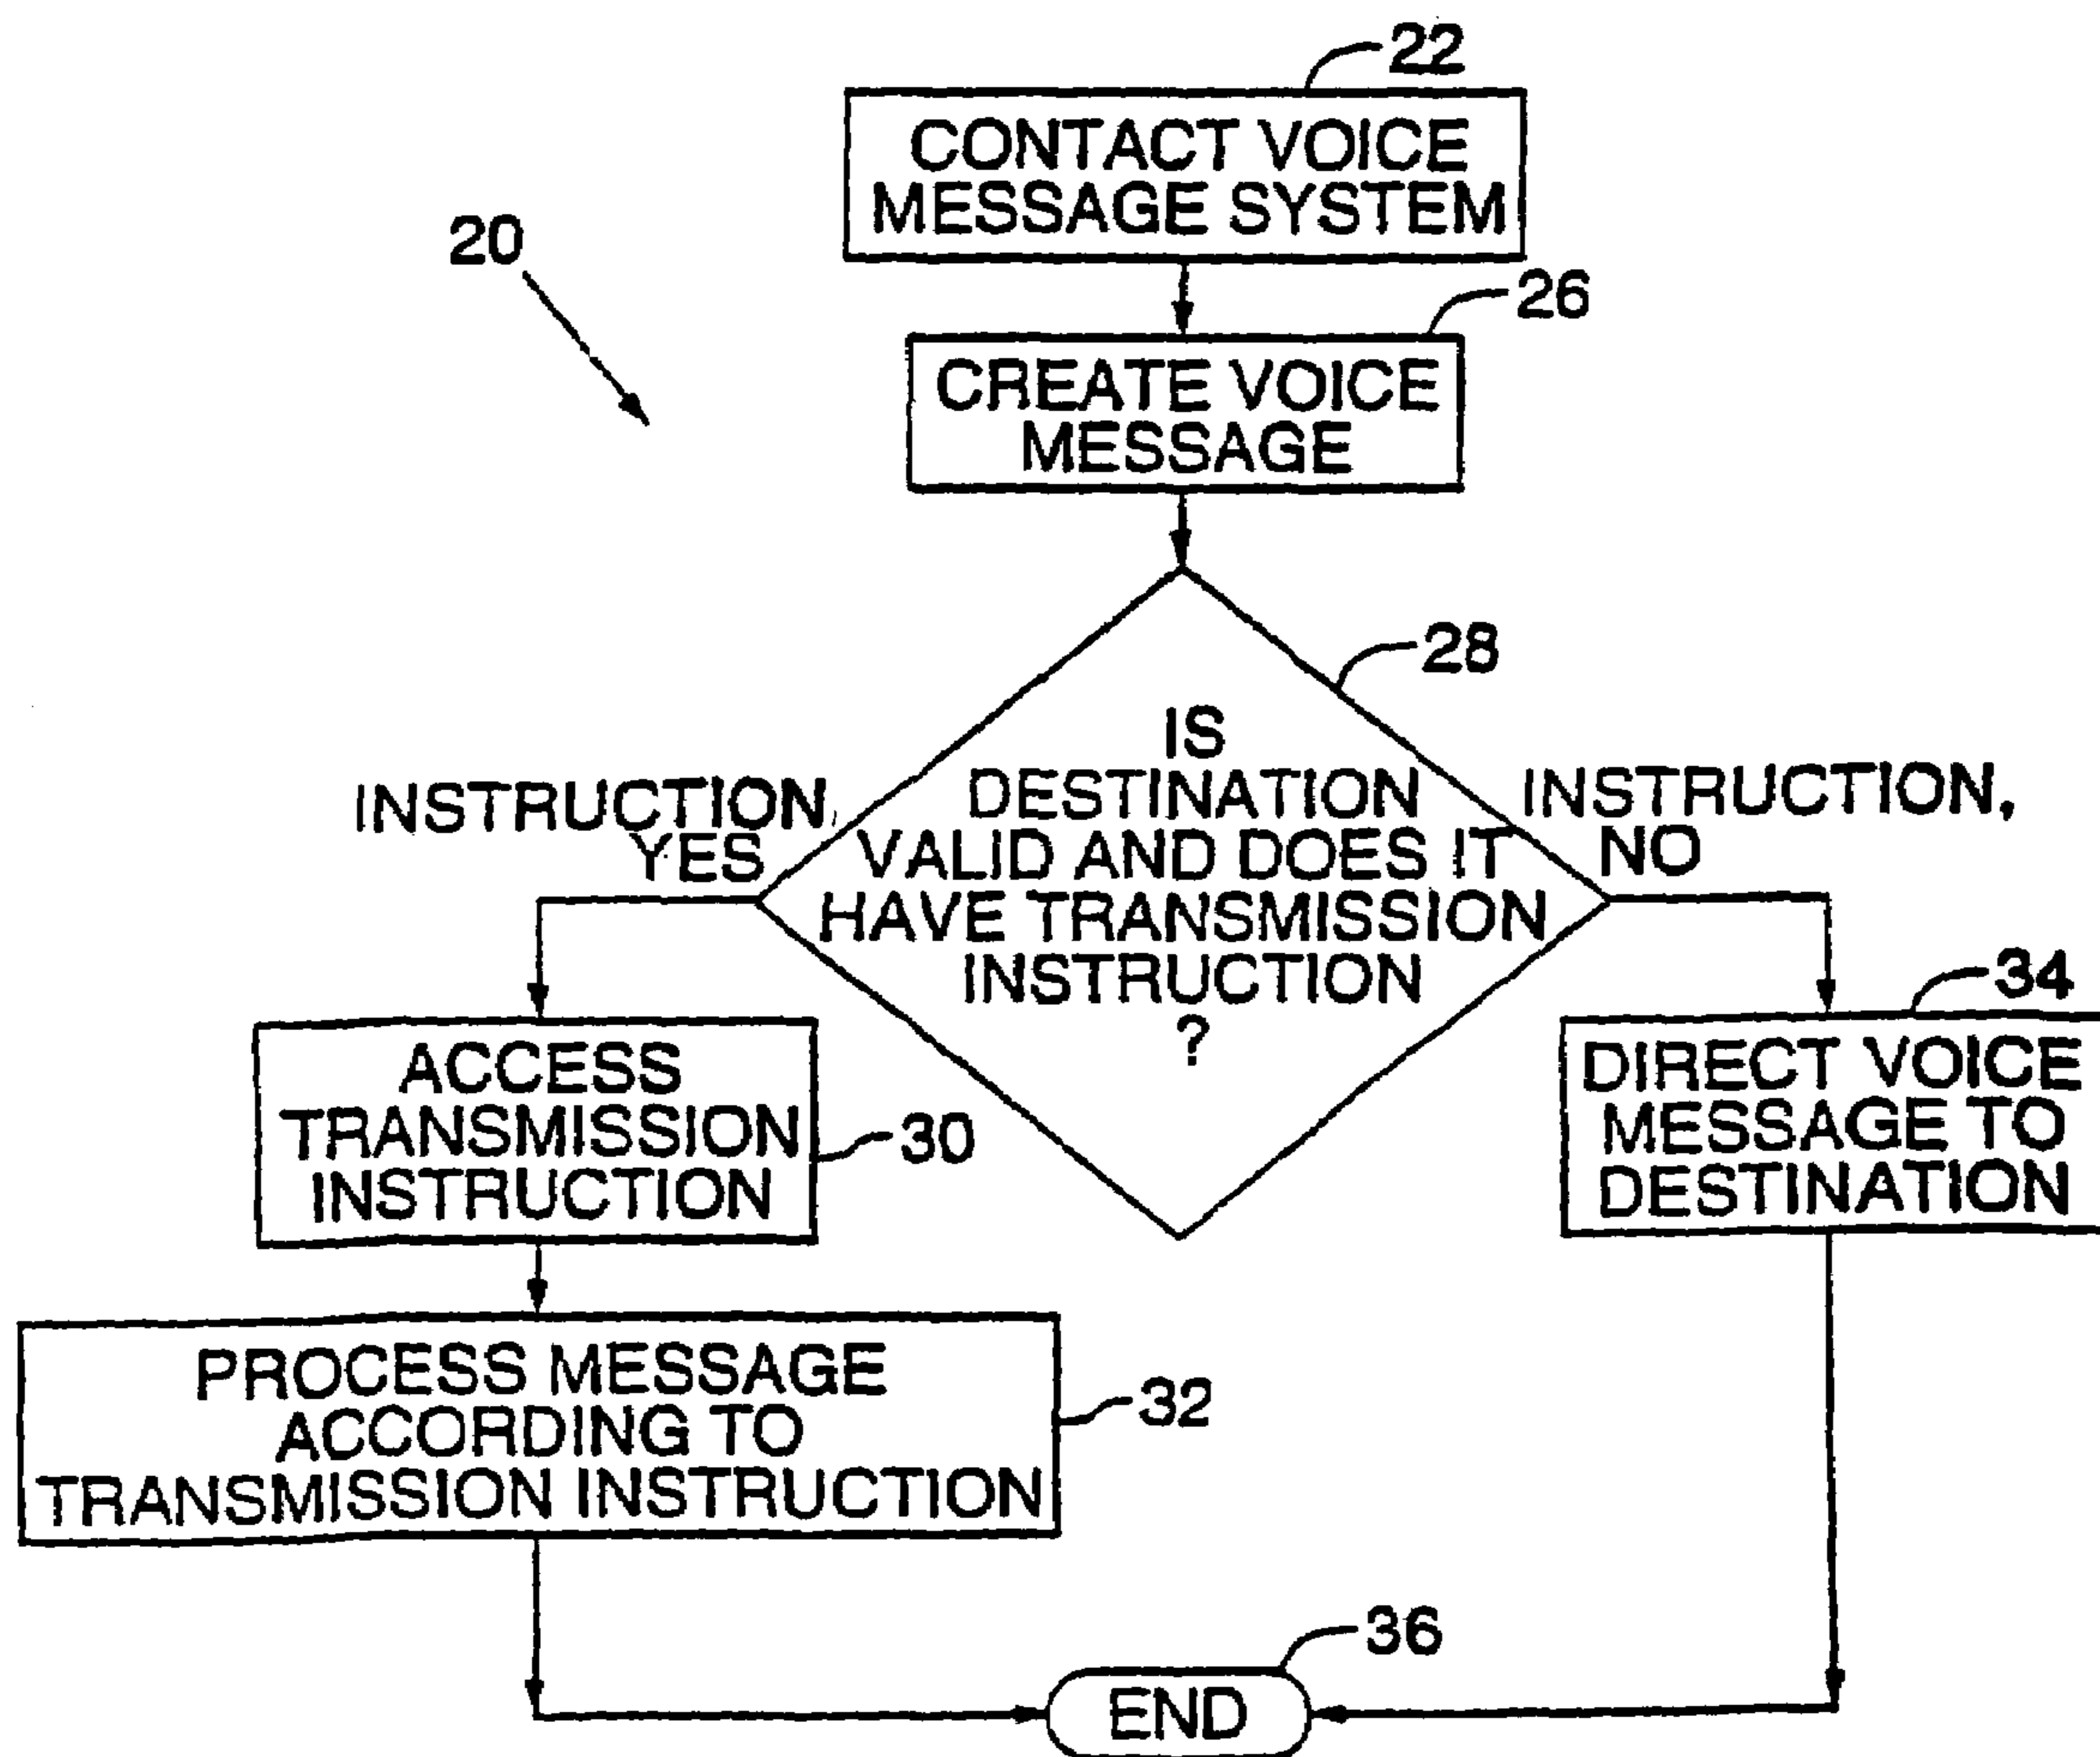 22
CONTACT VOICE
MESSAGE SYSTEM
20
26
CREATE VOICE
MESSAGE
28
IS
DESTINATION
VALID AND DOES IT
HAVE TRANSMISSION
INSTRUCTION
?
INSTRUCTION,
YES
INSTRUCTION,
NO
ACCESS
TRANSMISSION
INSTRUCTION
30
34
DIRECT VOICE
MESSAGE TO
DESTINATION
PROCESS MESSAGE
ACCORDING TO
TRANSMISSION INSTRUCTION
32
36
END